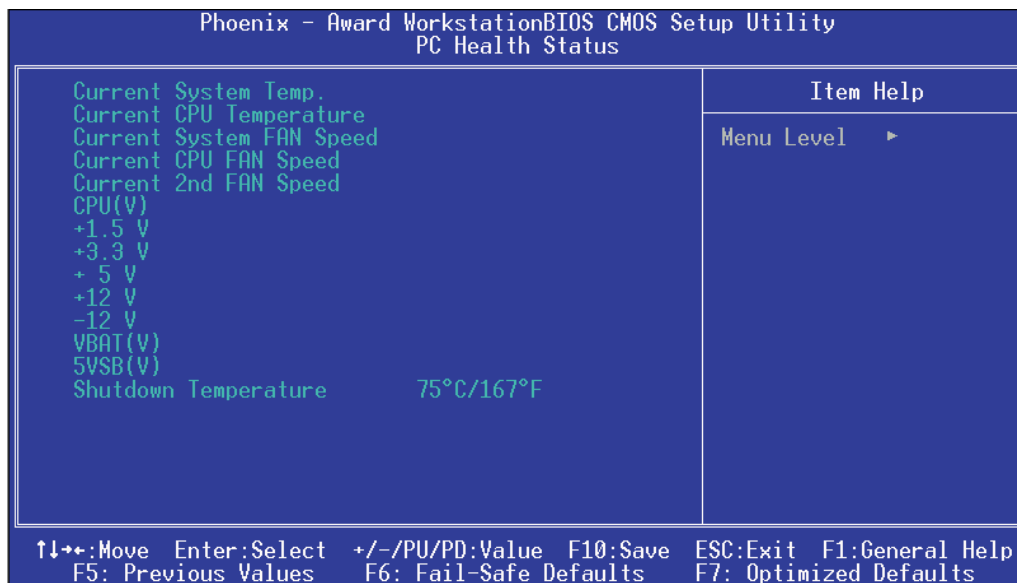 Phoenix - Award WorkstationBIOS CMOS Setup Utility
PC Health Status
Current System Temp.
Current CPU Temperature
Current System FAN Speed
Current CPU FAN Speed
Current 2nd FAN Speed
CPU(V)
+1.5 V
+3.3 V
+ 5 V
+12 V
-12 V
VBAT(V)
5VSB(V)
Shutdown Temperature 75°C/167°F
Item Help
Menu Level ►
↑↓→←:Move Enter:Select +/-/PU/PD:Value F10:Save ESC:Exit F1:General Help
F5: Previous Values F6: Fail-Safe Defaults F7: Optimized Defaults